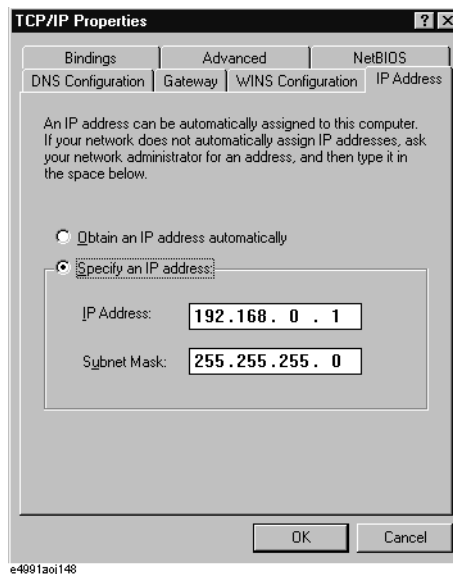 TCP/IP Properties
? X
Bindings Advanced NetBIOS
DNS Configuration Gateway WINS Configuration IP Address
An IP address can be automatically assigned to this computer.
If your network does not automatically assign IP addresses, ask
your network administrator for an address, and then type it in
the space below.
Obtain an IP address automatically
Specify an IP address:
IP Address: 192.168. 0 . 1
Subnet Mask: 255.255.255. 0
OK Cancel
e4991aoj148